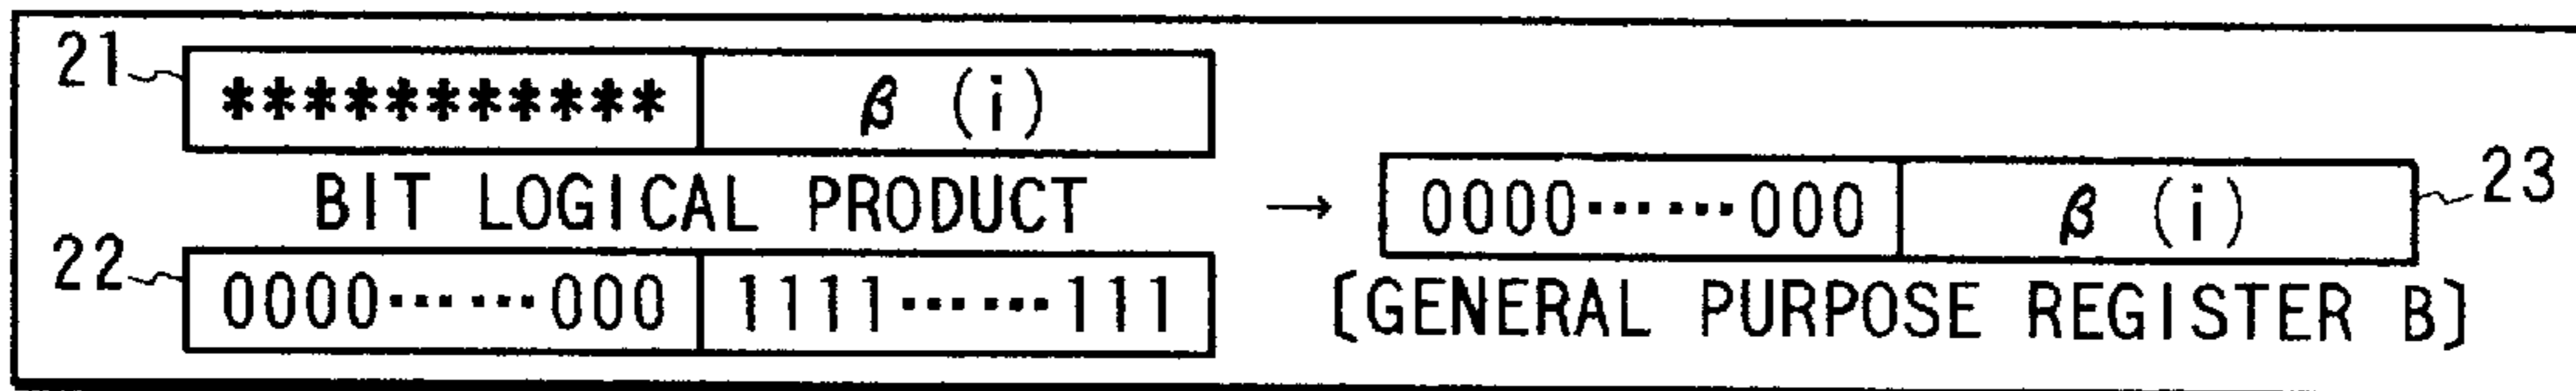 21 *********** β (i)
BIT LOGICAL PRODUCT → 0000……000 β (i) 23
22 0000……000 1111……111
[GENERAL PURPOSE REGISTER B]